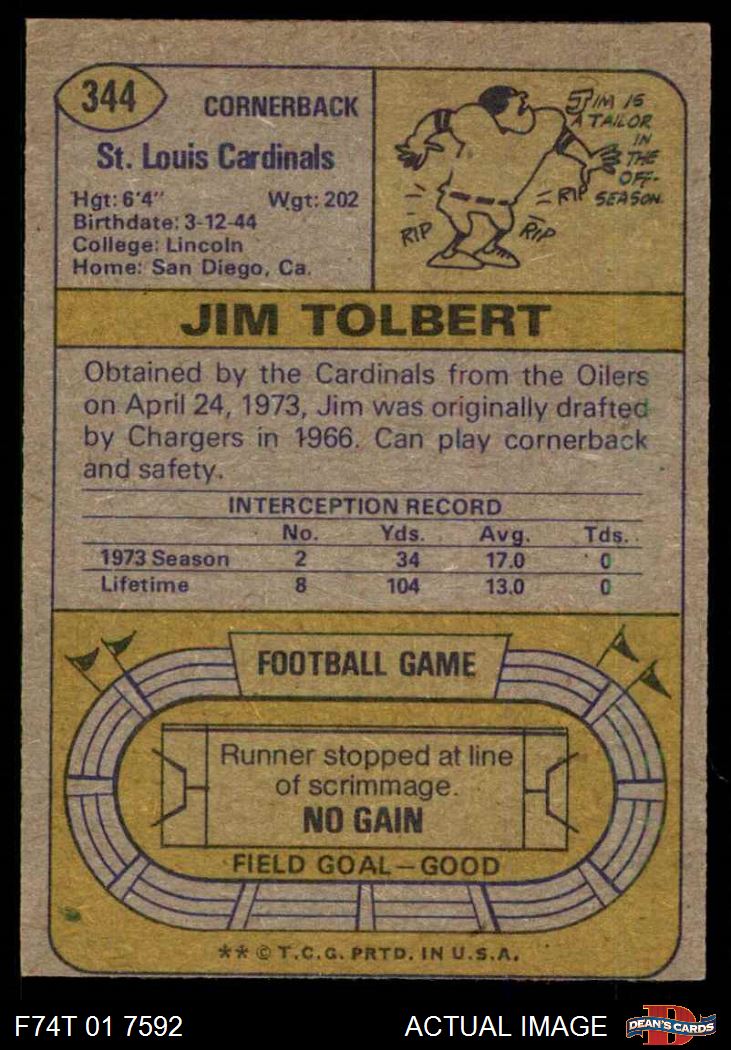 344
CORNERBACK
St. Louis Cardinals
Hgt: 6'4" Wgt: 202
Birthdate: 3-12-44
College: Lincoln
Home: San Diego, Ca.
JIM IS
A TAILOR
IN
THE
OFF-
SEASON.
RIP
RIP
RIP
JIM TOLBERT
Obtained by the Cardinals from the Oilers
on April 24, 1973, Jim was originally drafted
by Chargers in 1966. Can play cornerback
and safety.
INTERCEPTION RECORD
No. Yds. Avg. Tds.
1973 Season 2 34 17.0 0
Lifetime 8 104 13.0 0
FOOTBALL GAME
Runner stopped at line
of scrimmage.
NO GAIN
FIELD GOAL—GOOD
** © T.C.G. PRTD. IN U.S.A.
F74T 01 7592 ACTUAL IMAGE
D
DEAN'S CARDS